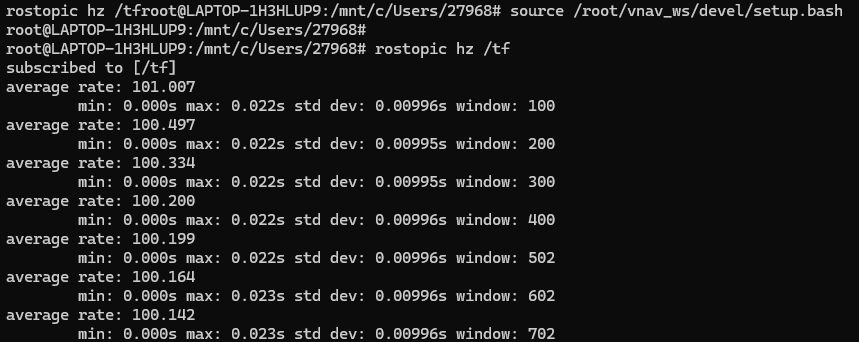 rostopic hz /tfroot@LAPTOP-1H3HLUP9:/mnt/c/Users/27968# source /root/vnav_ws/devel/setup.bash
root@LAPTOP-1H3HLUP9:/mnt/c/Users/27968#
root@LAPTOP-1H3HLUP9:/mnt/c/Users/27968# rostopic hz /tf
subscribed to [/tf]
average rate: 101.007
        min: 0.000s max: 0.022s std dev: 0.00996s window: 100
average rate: 100.497
        min: 0.000s max: 0.022s std dev: 0.00995s window: 200
average rate: 100.334
        min: 0.000s max: 0.022s std dev: 0.00995s window: 300
average rate: 100.200
        min: 0.000s max: 0.022s std dev: 0.00996s window: 400
average rate: 100.199
        min: 0.000s max: 0.022s std dev: 0.00996s window: 502
average rate: 100.164
        min: 0.000s max: 0.023s std dev: 0.00996s window: 602
average rate: 100.142
        min: 0.000s max: 0.023s std dev: 0.00996s window: 702